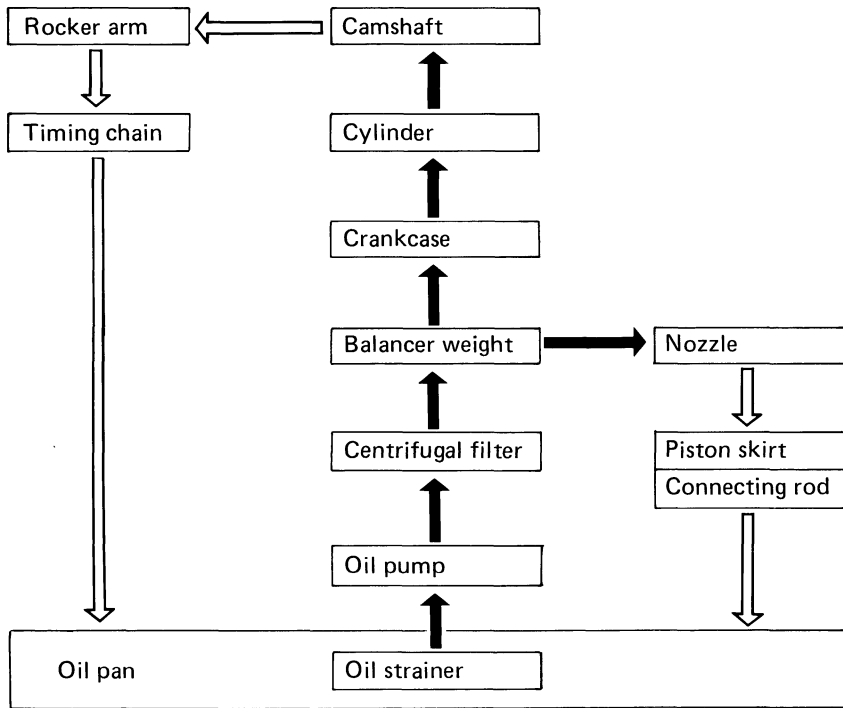 Rocker arm
Camshaft
Timing chain
Cylinder
Crankcase
Balancer weight
Nozzle
Centrifugal filter
Piston skirt
Connecting rod
Oil pump
Oil pan
Oil strainer